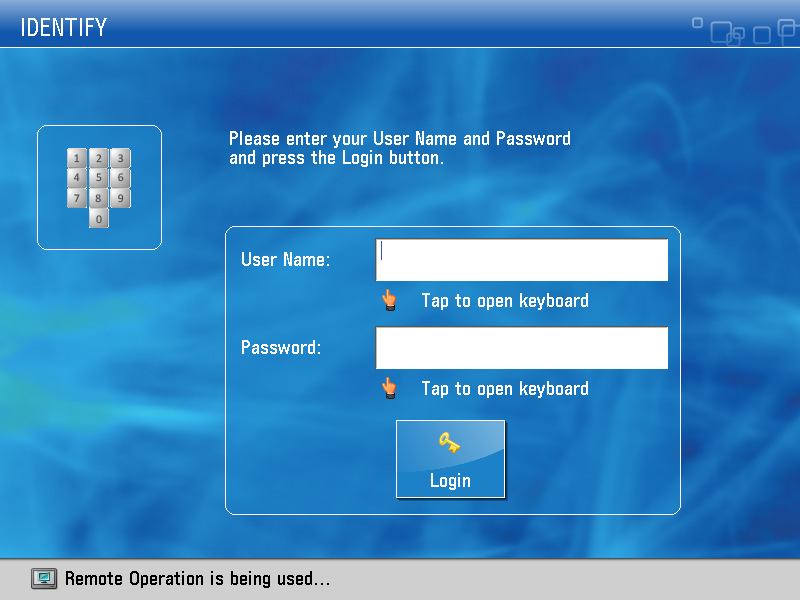 IDENTIFY
Please enter your User Name and Password
and press the Login button.
1 2 3
4 5 6
7 8 9
0
User Name:
Tap to open keyboard
Password:
Tap to open keyboard
Login
Remote Operation is being used...